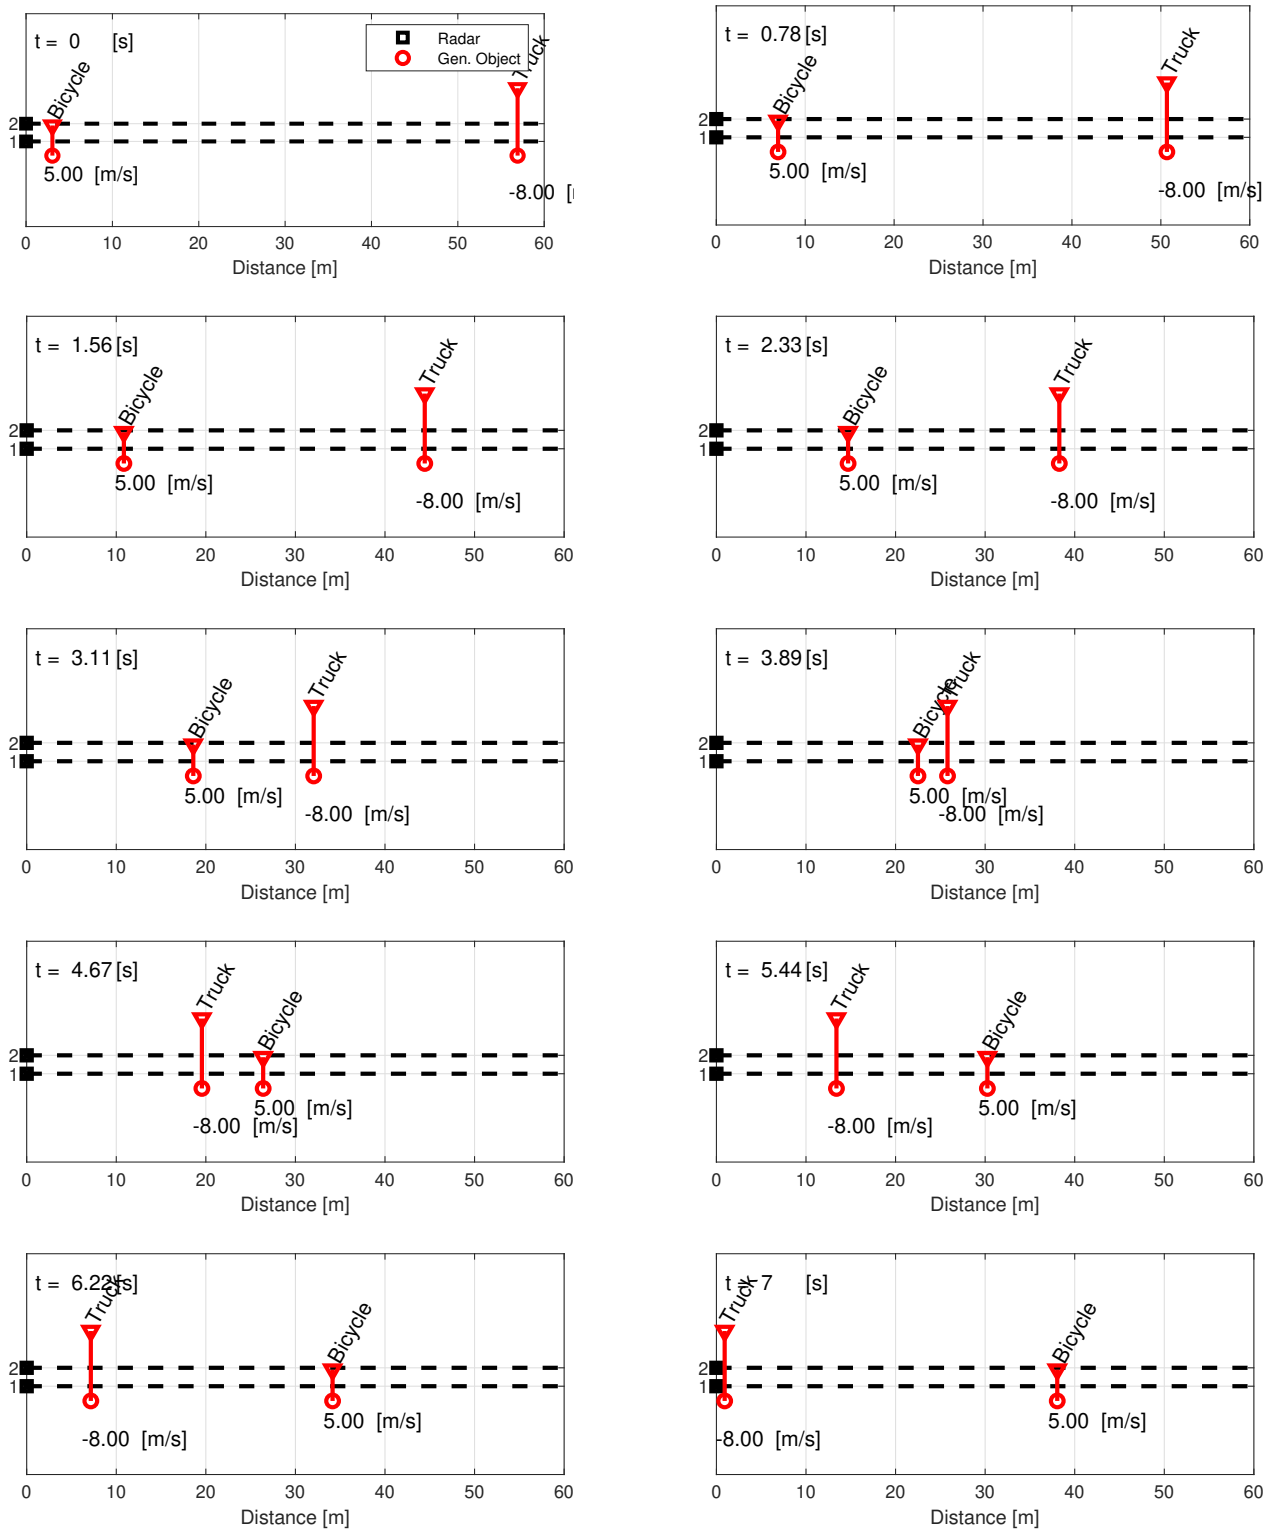 t = 0 [s]
Radar
Gen. Object
Bicycle
Truck
2
1
5.00 [m/s]
-8.00 [
0 10 20 30 40 50 60
Distance [m]
t = 0.78 [s]
Bicycle
Truck
2
1
5.00 [m/s]
-8.00 [m/s]
0 10 20 30 40 50 60
Distance [m]
t = 1.56 [s]
Bicycle
Truck
2
1
5.00 [m/s]
-8.00 [m/s]
0 10 20 30 40 50 60
Distance [m]
t = 2.33 [s]
Bicycle
Truck
2
1
5.00 [m/s]
-8.00 [m/s]
0 10 20 30 40 50 60
Distance [m]
t = 3.11 [s]
Bicycle
Truck
2
1
5.00 [m/s]
-8.00 [m/s]
0 10 20 30 40 50 60
Distance [m]
t = 3.89 [s]
Bicycle
Truck
2
1
5.00 [m/s]
-8.00 [m/s]
0 10 20 30 40 50 60
Distance [m]
t = 4.67 [s]
Truck
Bicycle
2
1
5.00 [m/s]
-8.00 [m/s]
0 10 20 30 40 50 60
Distance [m]
t = 5.44 [s]
Truck
Bicycle
2
1
5.00 [m/s]
-8.00 [m/s]
0 10 20 30 40 50 60
Distance [m]
t = 6.22 [s]
Truck
Bicycle
2
1
5.00 [m/s]
-8.00 [m/s]
0 10 20 30 40 50 60
Distance [m]
t = 7 [s]
Truck
Bicycle
2
1
5.00 [m/s]
-8.00 [m/s]
0 10 20 30 40 50 60
Distance [m]